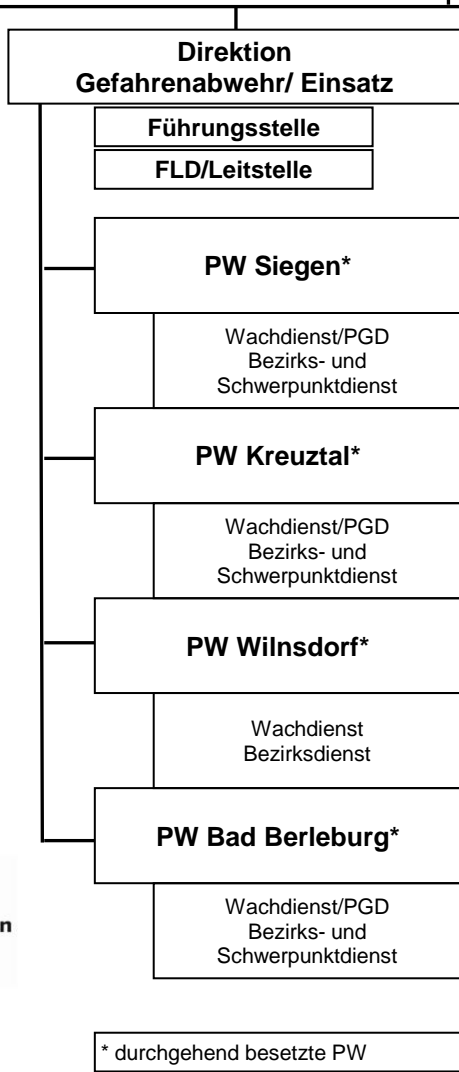 Direktion
Gefahrenabwehr/ Einsatz
Führungsstelle
FLD/Leitstelle
PW Siegen*
Wachdienst/PGD
Bezirks- und
Schwerpunktdienst
PW Kreuztal*
Wachdienst/PGD
Bezirks- und
Schwerpunktdienst
PW Wilnsdorf*
Wachdienst
Bezirksdienst
PW Bad Berleburg*
Wachdienst/PGD
Bezirks- und
Schwerpunktdienst
* durchgehend besetzte PW